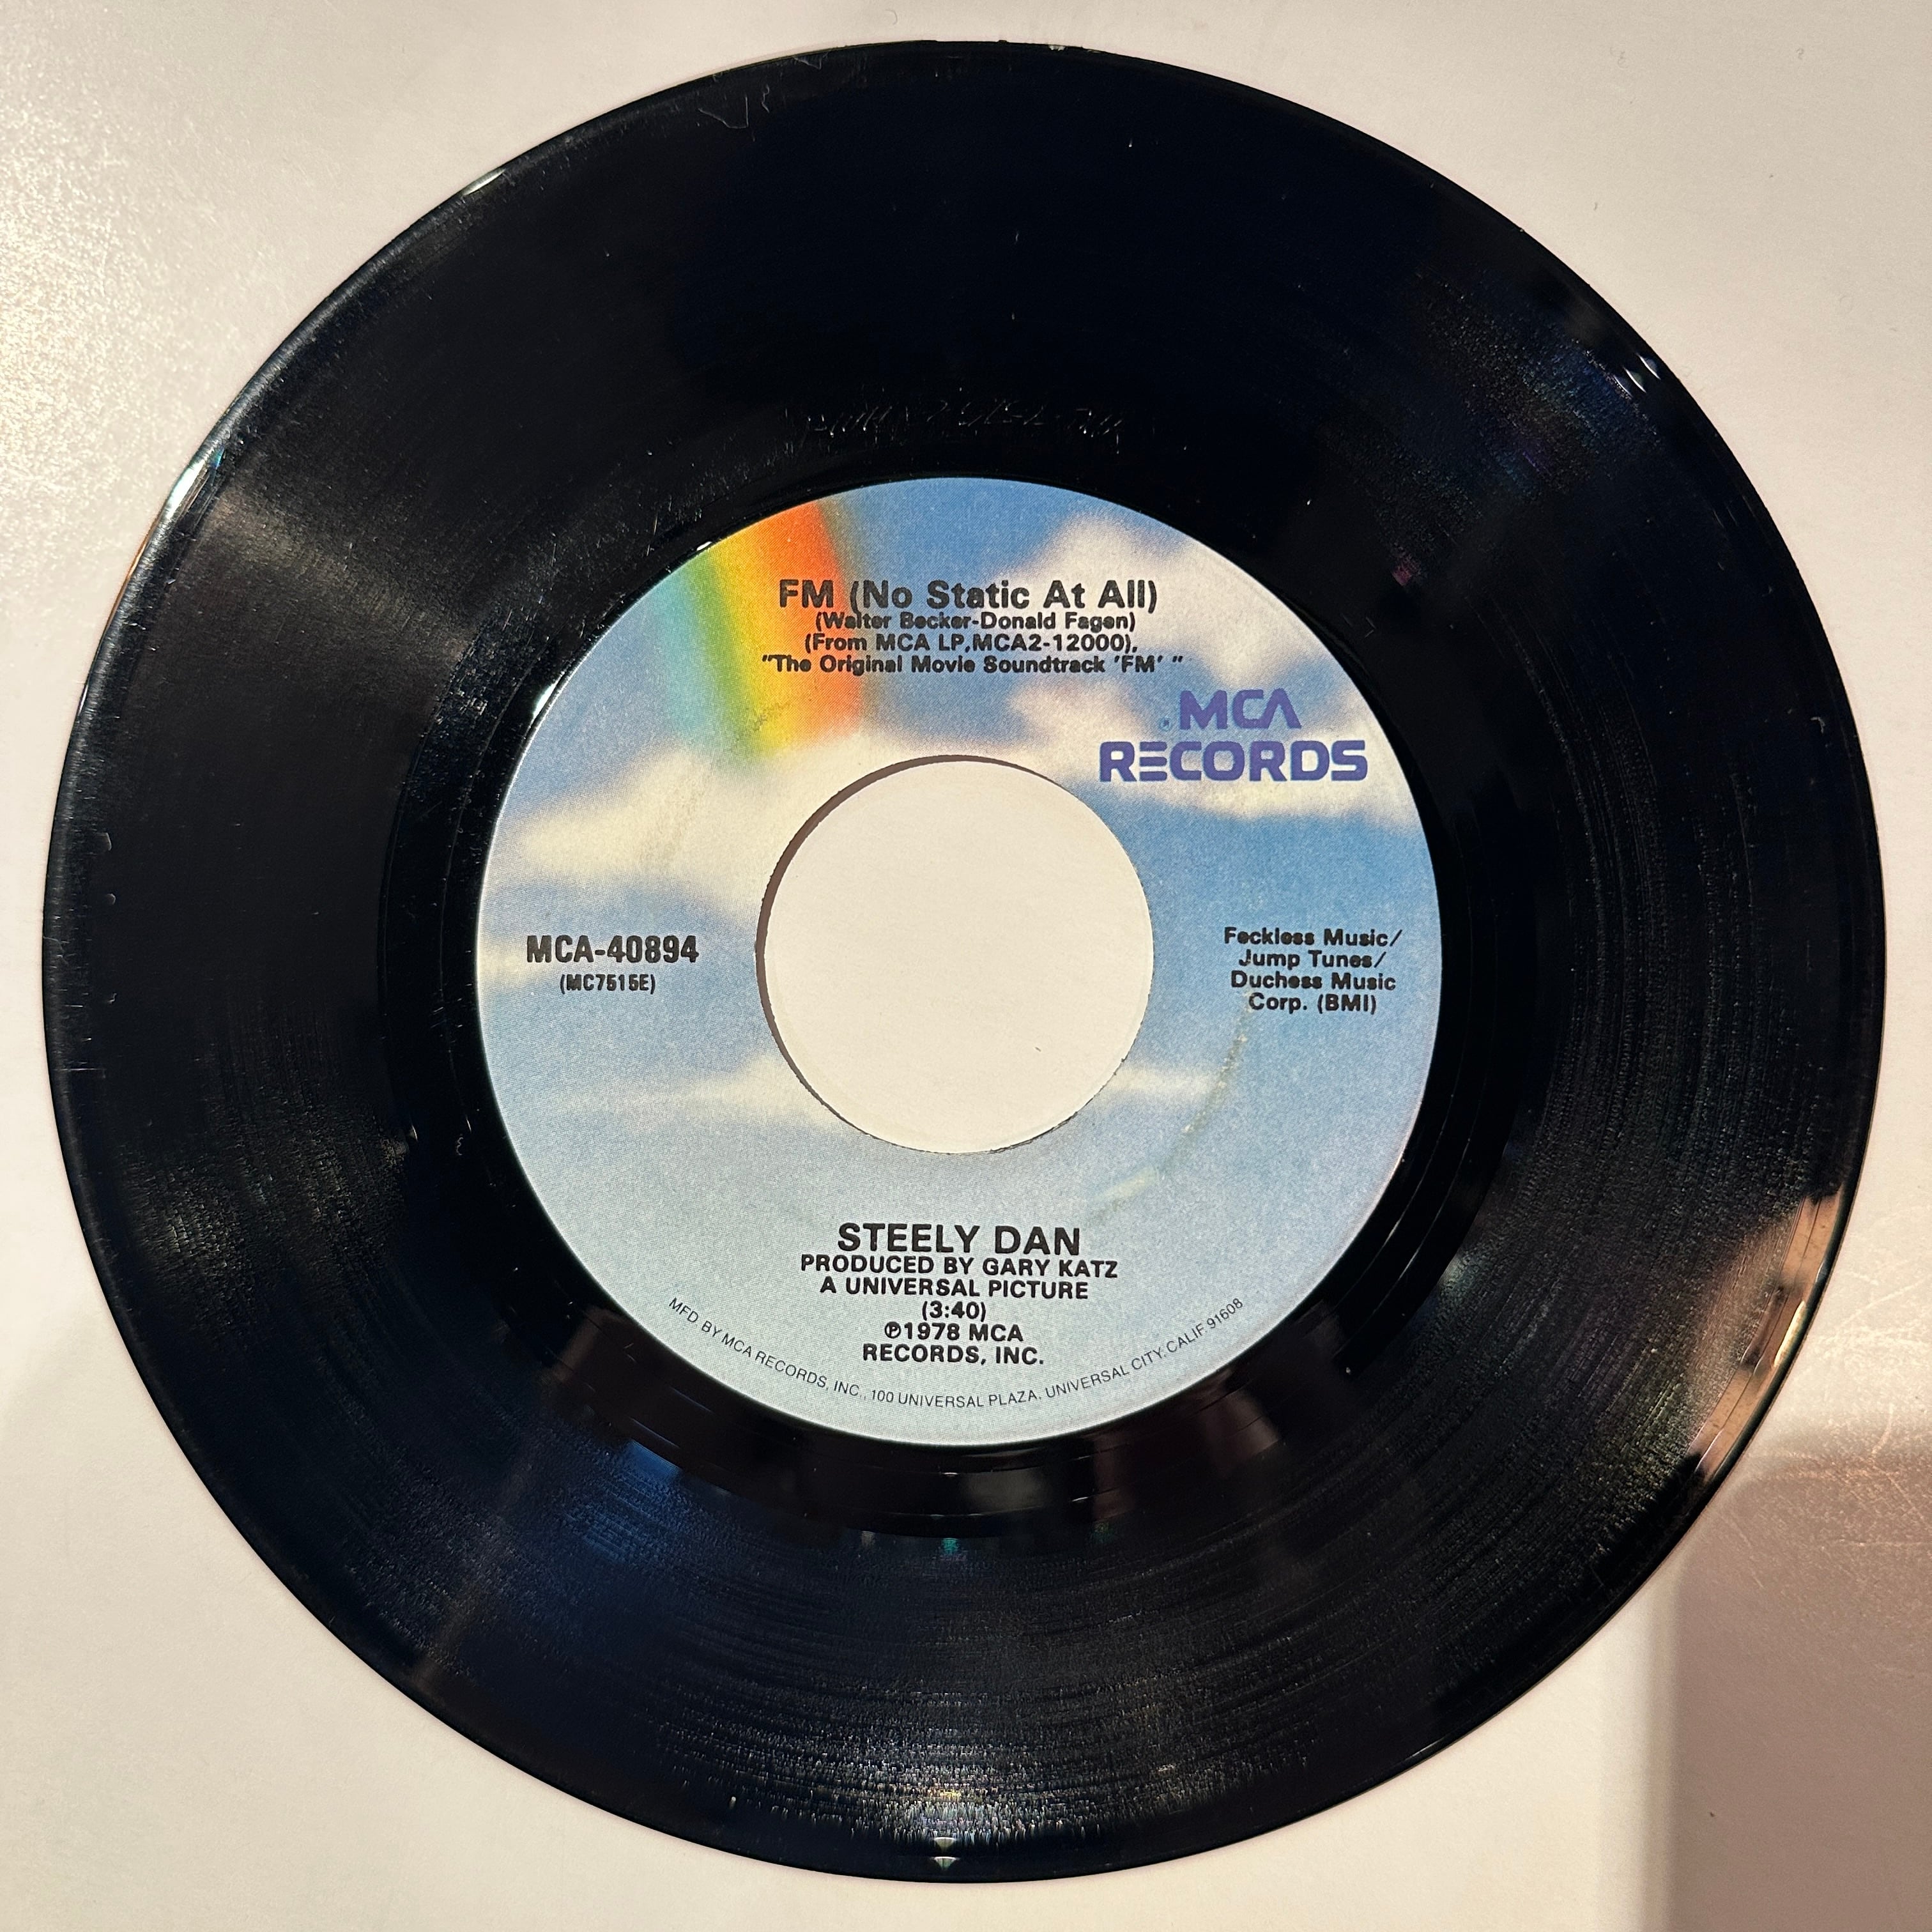 FM (No Static At All)
(Walter Becker-Donald Fagen)
(From MCA LP,MCA2-12000),
"The Original Movie Soundtrack 'FM' "
MCA
RECORDS
MCA-40894
(MC7515E)
Feckless Music/
Jump Tunes/
Duchess Music
Corp. (BMI)
STEELY DAN
PRODUCED BY GARY KATZ
A UNIVERSAL PICTURE
(3:40)
℗1978 MCA
RECORDS, INC.
MFD BY MCA RECORDS, INC., 100 UNIVERSAL PLAZA, UNIVERSAL CITY, CALIF 91608